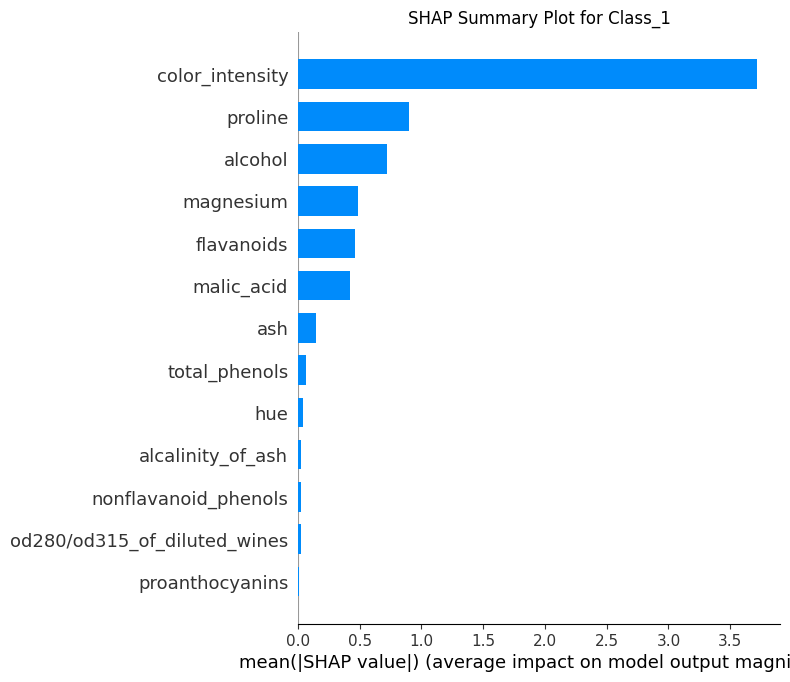 SHAP Summary Plot for Class_1
color_intensity
proline
alcohol
magnesium
flavanoids
malic_acid
ash
total_phenols
hue
alcalinity_of_ash
nonflavanoid_phenols
od280/od315_of_diluted_wines
proanthocyanins
0.0 0.5 1.0 1.5 2.0 2.5 3.0 3.5
mean(|SHAP value|) (average impact on model output magni